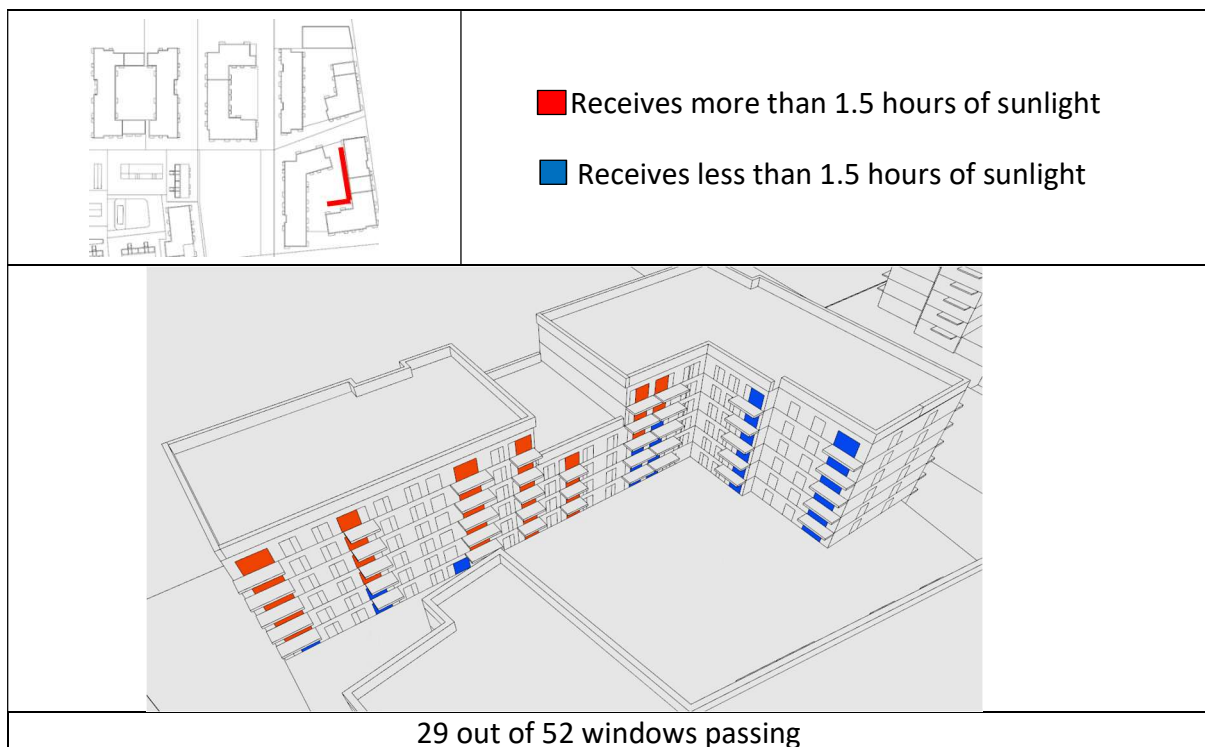 Receives more than 1.5 hours of sunlight
Receives less than 1.5 hours of sunlight
29 out of 52 windows passing